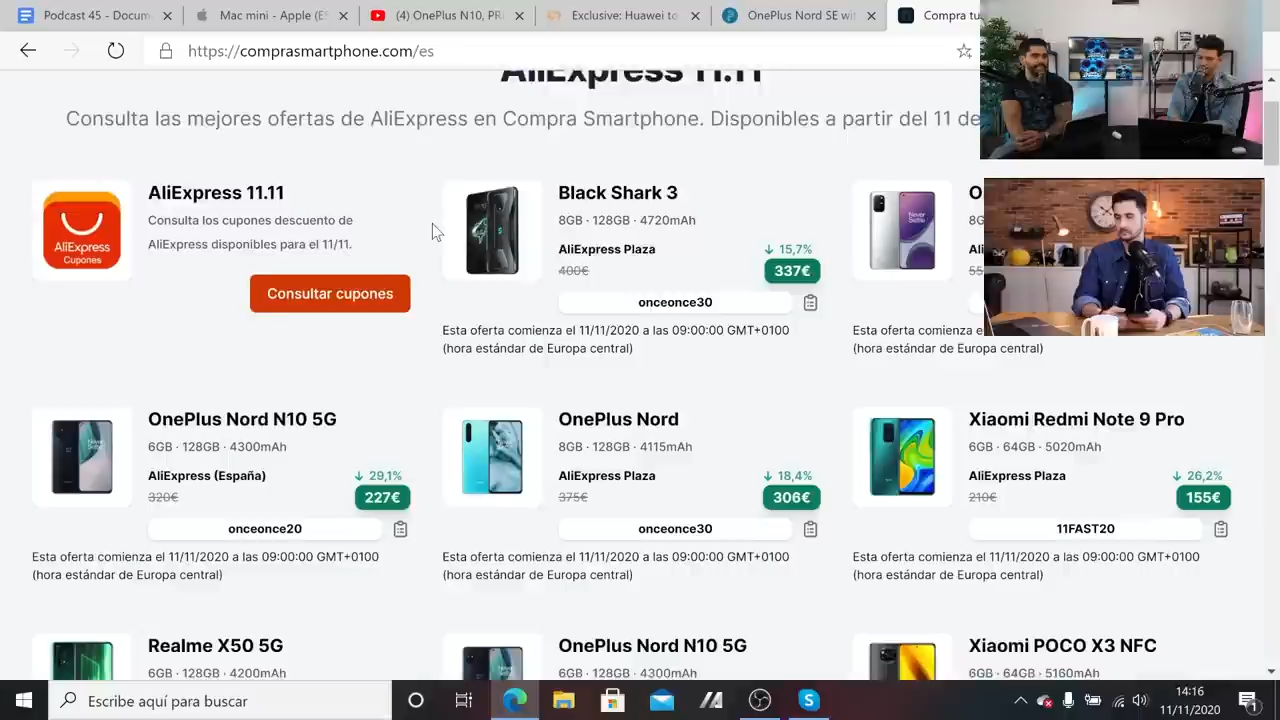 Podcast 45 - Docum
Mac mini - Apple (ES
(4) OnePlus N10, PR
Exclusive: Huawei to
OnePlus Nord SE wit
Compra tu
https://comprasmartphone.com/es
AliExpress 11.11
Consulta las mejores ofertas de AliExpress en Compra Smartphone. Disponibles a partir del 11 de
AliExpress 11.11
Consulta los cupones descuento de
AliExpress disponibles para el 11/11.
AliExpress
Cupones
Consultar cupones
Black Shark 3
8GB · 128GB · 4720mAh
AliExpress Plaza
↓ 15,7%
400€
337€
onceonce30
Esta oferta comienza el 11/11/2020 a las 09:00:00 GMT+0100
(hora estándar de Europa central)
O
8G
Ali
55
Esta oferta comienza e
(hora estándar de Europa central)
OnePlus Nord N10 5G
6GB · 128GB · 4300mAh
AliExpress (España)
↓ 29,1%
320€
227€
onceonce20
Esta oferta comienza el 11/11/2020 a las 09:00:00 GMT+0100
(hora estándar de Europa central)
OnePlus Nord
8GB · 128GB · 4115mAh
AliExpress Plaza
↓ 18,4%
375€
306€
onceonce30
Esta oferta comienza el 11/11/2020 a las 09:00:00 GMT+0100
(hora estándar de Europa central)
Xiaomi Redmi Note 9 Pro
6GB · 64GB · 5020mAh
AliExpress Plaza
↓ 26,2%
210€
155€
11FAST20
Esta oferta comienza el 11/11/2020 a las 09:00:00 GMT+0100
(hora estándar de Europa central)
Realme X50 5G
6GB · 128GB · 4200mAh
OnePlus Nord N10 5G
6GB · 128GB · 4300mAh
Xiaomi POCO X3 NFC
6GB · 64GB · 5160mAh
Escribe aquí para buscar
14:16
11/11/2020
1